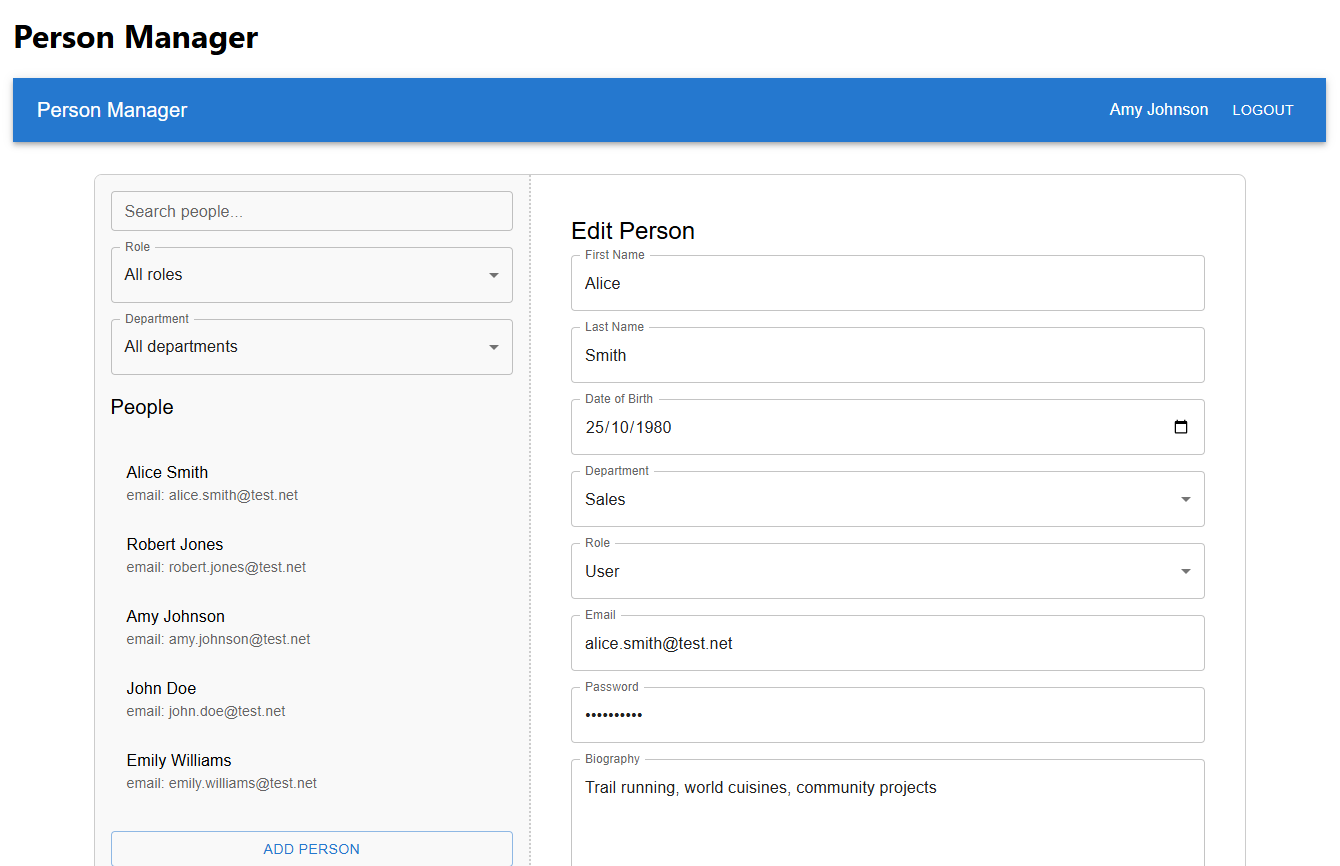 Person Manager
Person Manager
Amy Johnson
LOGOUT
Search people...
Role
All roles
Department
All departments
People
Alice Smith
email: alice.smith@test.net
Robert Jones
email: robert.jones@test.net
Amy Johnson
email: amy.johnson@test.net
John Doe
email: john.doe@test.net
Emily Williams
email: emily.williams@test.net
ADD PERSON
Edit Person
First Name
Alice
Last Name
Smith
Date of Birth
25/10/1980
Department
Sales
Role
User
Email
alice.smith@test.net
Password
••••••••••
Biography
Trail running, world cuisines, community projects